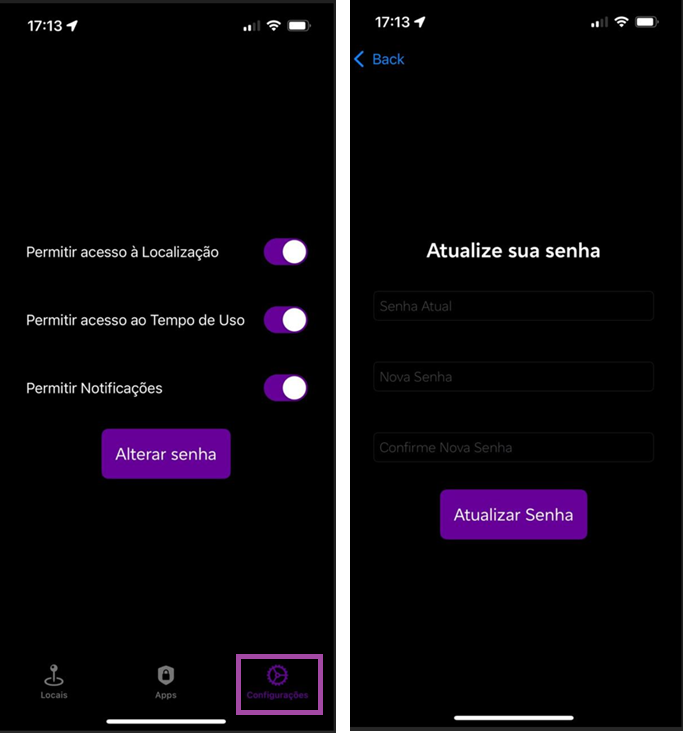 17:13
Permitir acesso à Localização
Permitir acesso ao Tempo de Uso
Permitir Notificações
Alterar senha
Locais
Apps
Configurações
17:13
Back
Atualize sua senha
Senha Atual
Nova Senha
Confirme Nova Senha
Atualizar Senha